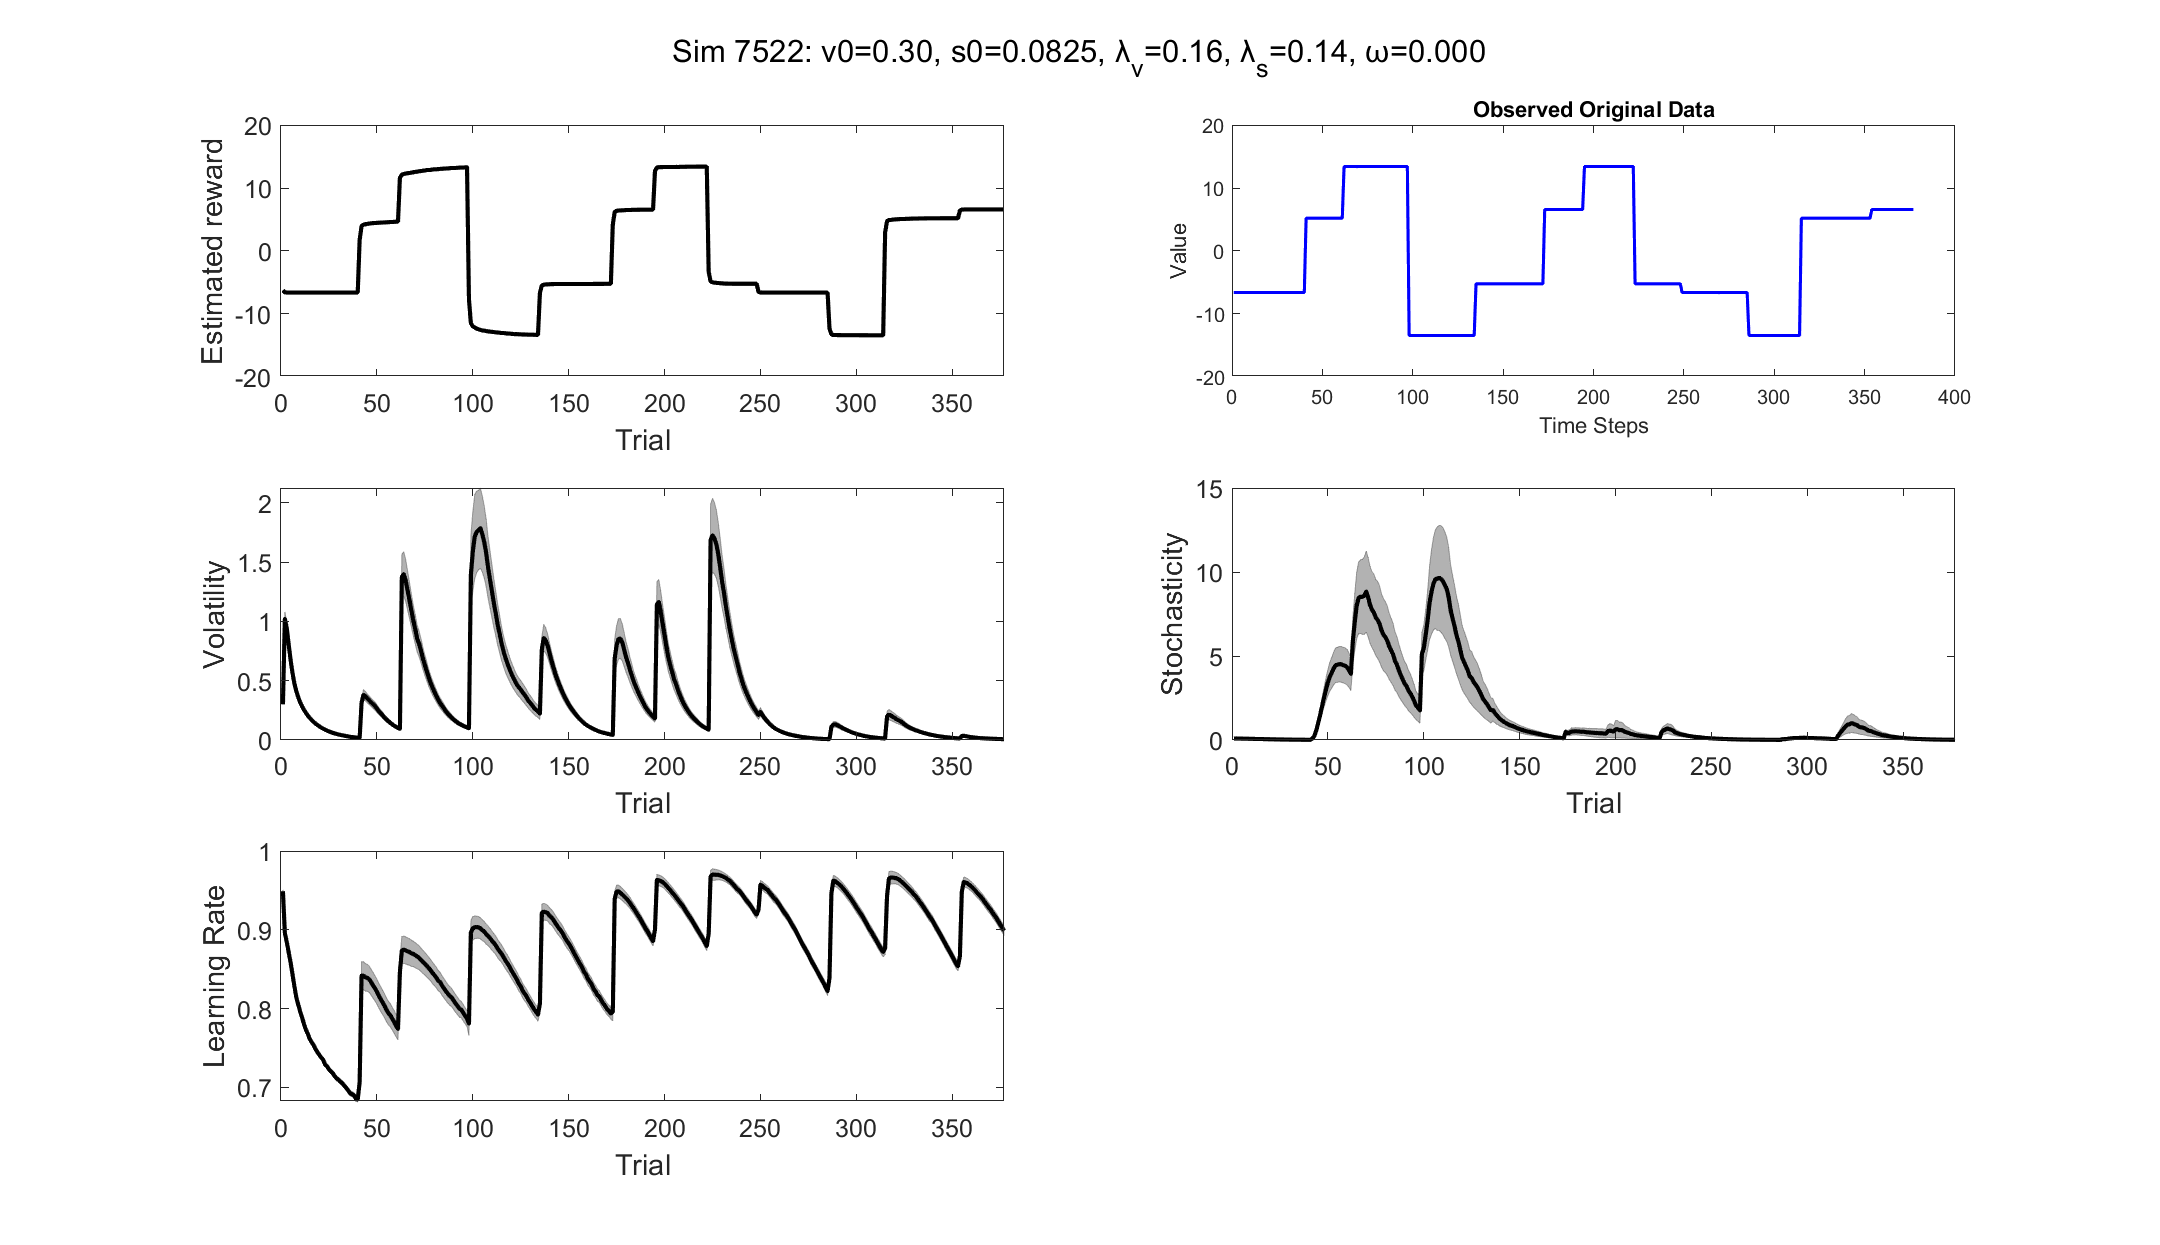 Sim 7522: v0=0.30, s0=0.0825, λv=0.16, λs=0.14, ω=0.000
Estimated reward
20
10
0
-10
-20
0 50 100 150 200 250 300 350
Trial
Observed Original Data
Value
20
10
0
-10
-20
0 50 100 150 200 250 300 350 400
Time Steps
Volatility
2
1.5
1
0.5
0
0 50 100 150 200 250 300 350
Trial
Stochasticity
15
10
5
0
0 50 100 150 200 250 300 350
Trial
Learning Rate
1
0.9
0.8
0.7
0 50 100 150 200 250 300 350
Trial